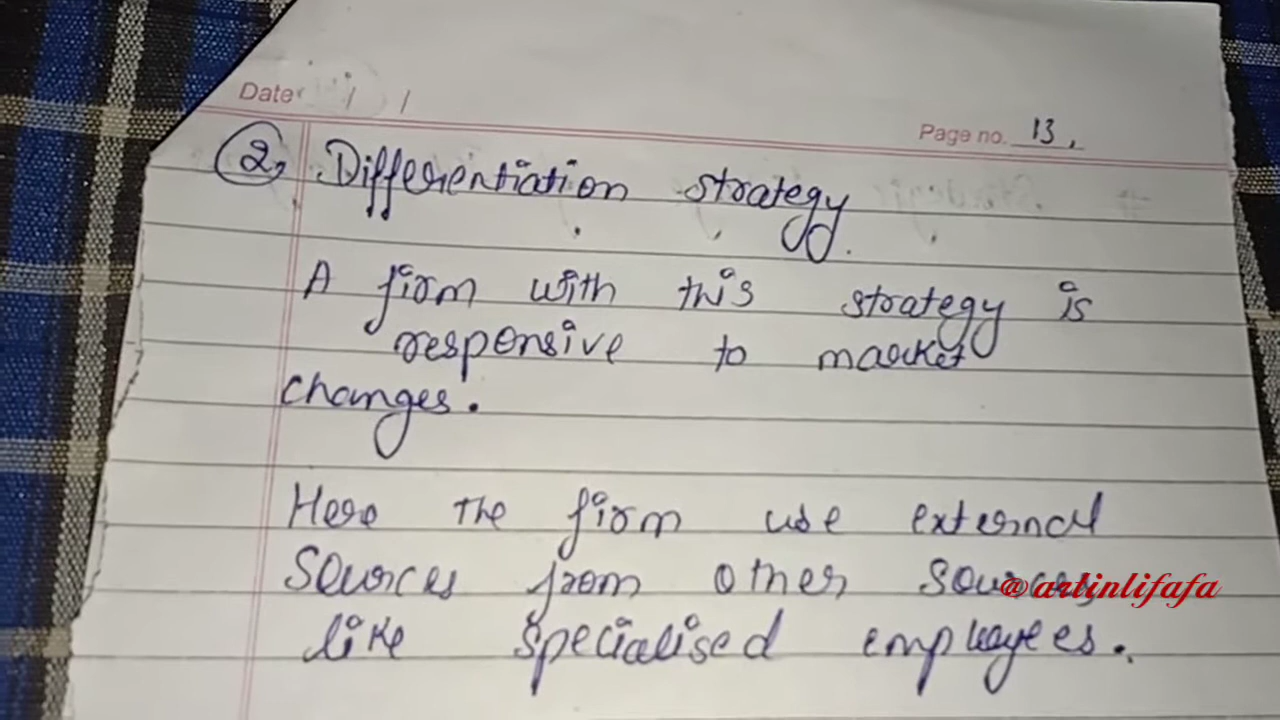 Date / /
Page no. 13,
2, Differentiation strategy.
A firm with this strategy is
responsive to market
changes.
Here the firm use external
sources from other sources
@artinlifafa
like specialised employees.